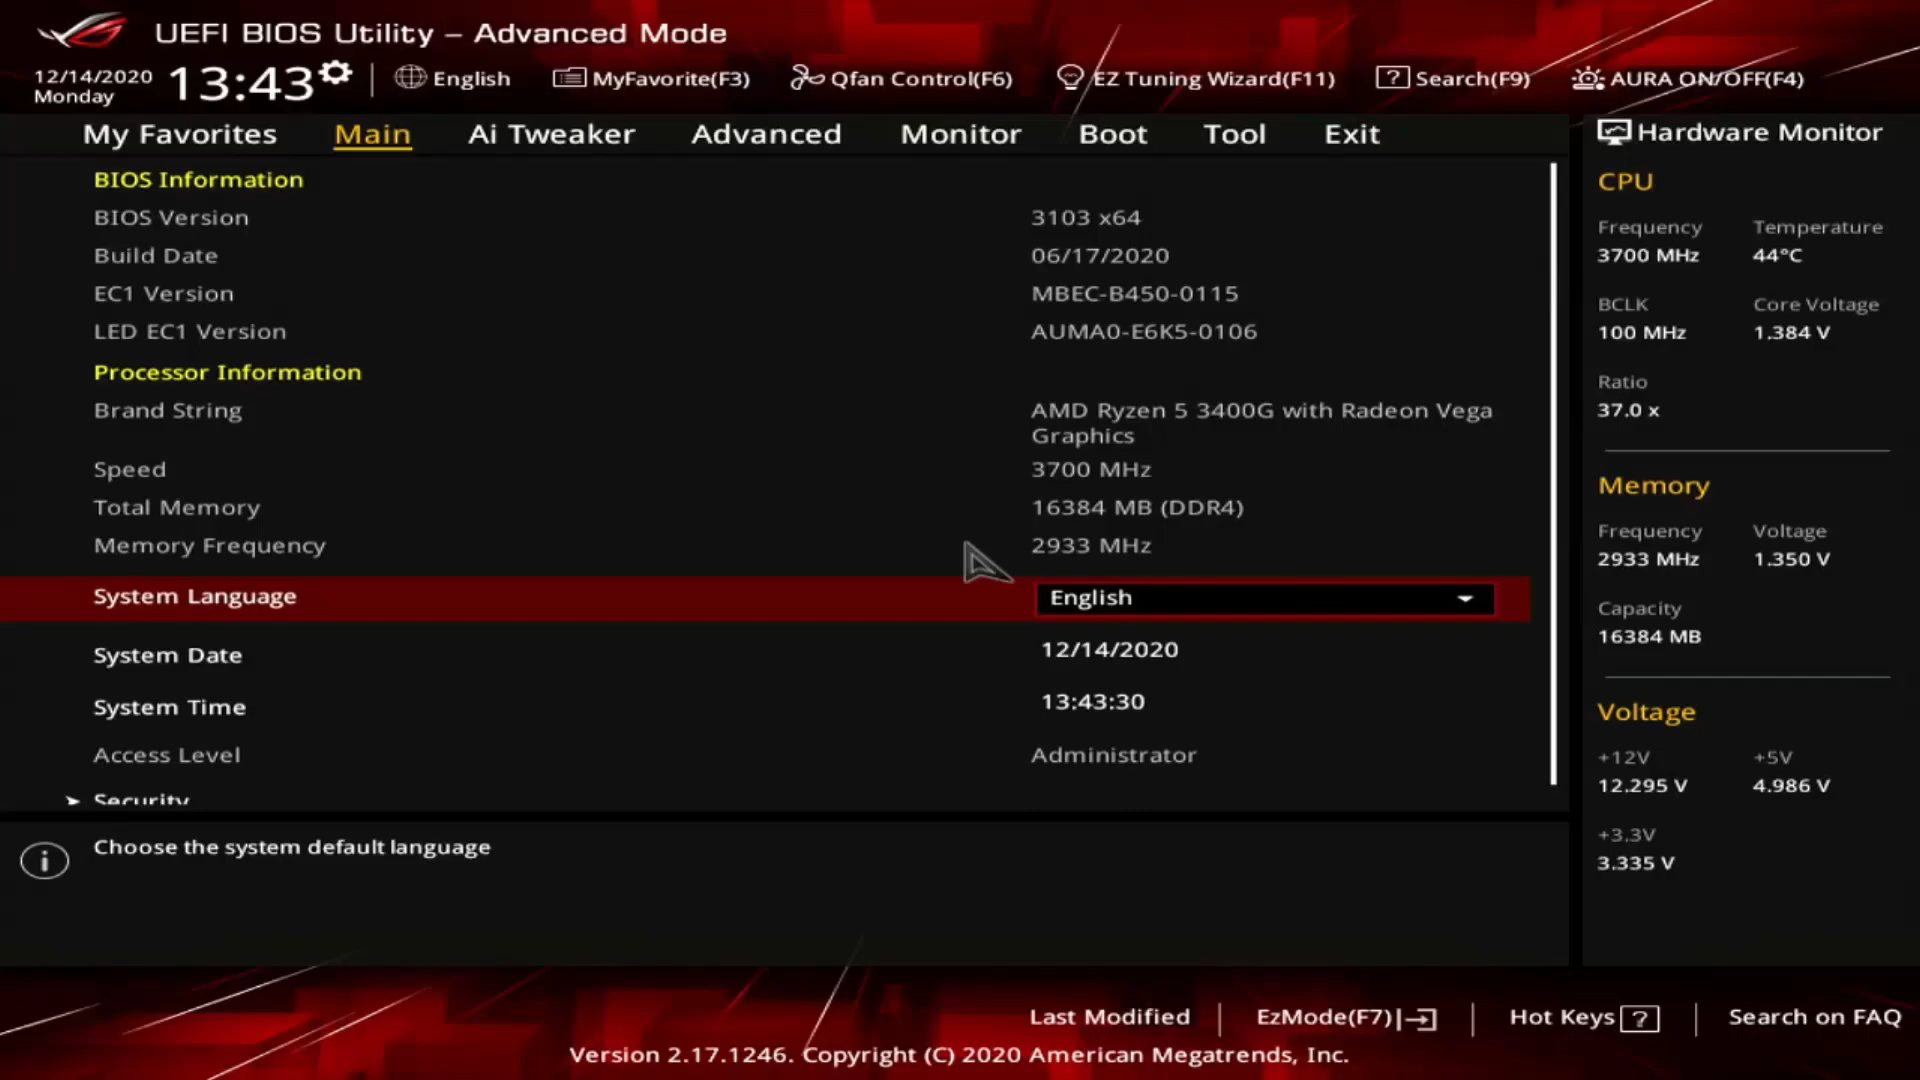 UEFI BIOS Utility – Advanced Mode
12/14/2020
Monday
13:43
English
MyFavorite(F3)
Qfan Control(F6)
EZ Tuning Wizard(F11)
? Search(F9)
AURA ON/OFF(F4)
My Favorites Main Ai Tweaker Advanced Monitor Boot Tool Exit
BIOS Information
BIOS Version 3103 x64
Build Date 06/17/2020
EC1 Version MBEC-B450-0115
LED EC1 Version AUMA0-E6K5-0106
Processor Information
Brand String AMD Ryzen 5 3400G with Radeon Vega
Graphics
Speed 3700 MHz
Total Memory 16384 MB (DDR4)
Memory Frequency 2933 MHz
System Language English
System Date 12/14/2020
System Time 13:43:30
Access Level Administrator
Security
i Choose the system default language
Hardware Monitor
CPU
Frequency Temperature
3700 MHz 44°C
BCLK Core Voltage
100 MHz 1.384 V
Ratio
37.0 x
Memory
Frequency Voltage
2933 MHz 1.350 V
Capacity
16384 MB
Voltage
+12V +5V
12.295 V 4.986 V
+3.3V
3.335 V
Last Modified
EzMode(F7)
Hot Keys ?
Search on FAQ
Version 2.17.1246. Copyright (C) 2020 American Megatrends, Inc.